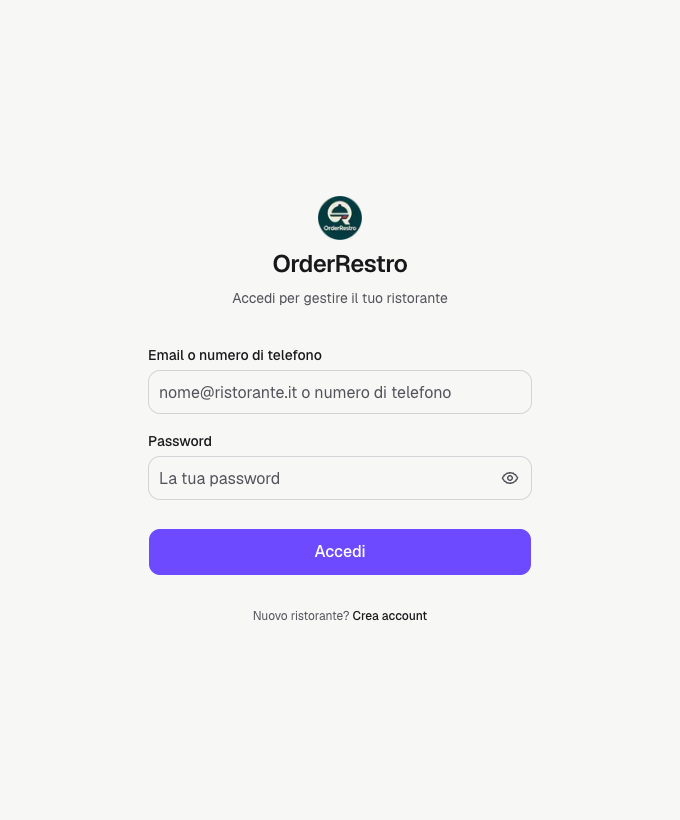 OrderRestro
OrderRestro
Accedi per gestire il tuo ristorante
Email o numero di telefono
nome@ristorante.it o numero di telefono
Password
La tua password
Accedi
Nuovo ristorante? Crea account